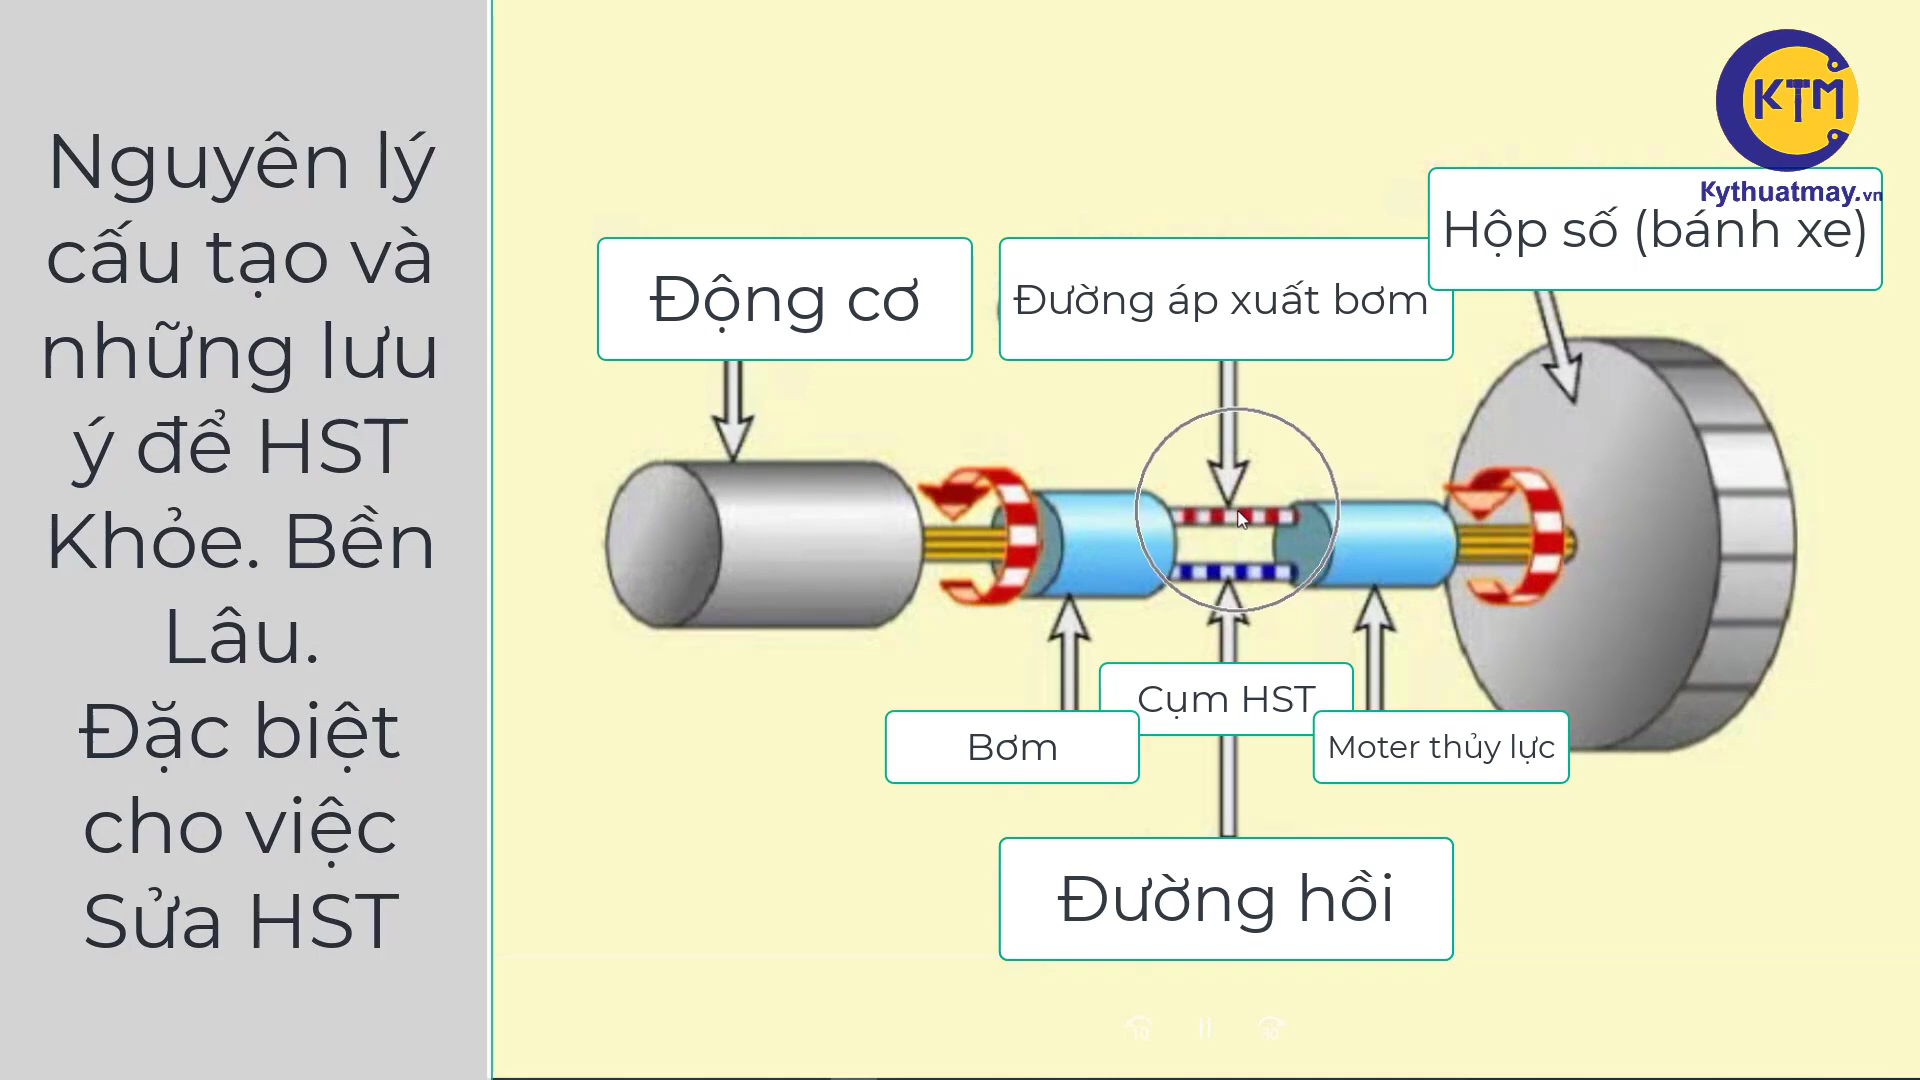 Nguyên lý
cấu tạo và
những lưu
ý để HST
Khỏe. Bền
Lâu.
Đặc biệt
cho việc
Sửa HST
KTM
Kythuatmay.vn
Hộp số (bánh xe)
Động cơ
Đường áp xuất bơm
Cụm HST
Bơm
Moter thủy lực
Đường hồi
10
30